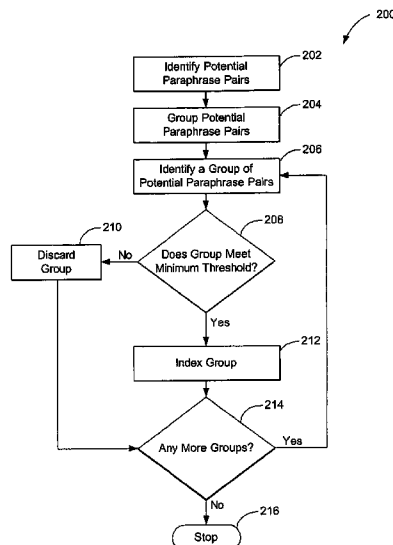 200
202
Identify Potential
Paraphrase Pairs
204
Group Potential
Paraphrase Pairs
206
Identify a Group of
Potential Paraphrase Pairs
208
Does Group Meet
Minimum Threshold?
No
210
Discard
Group
Yes
212
Index Group
214
Any More Groups?
Yes
No
216
Stop